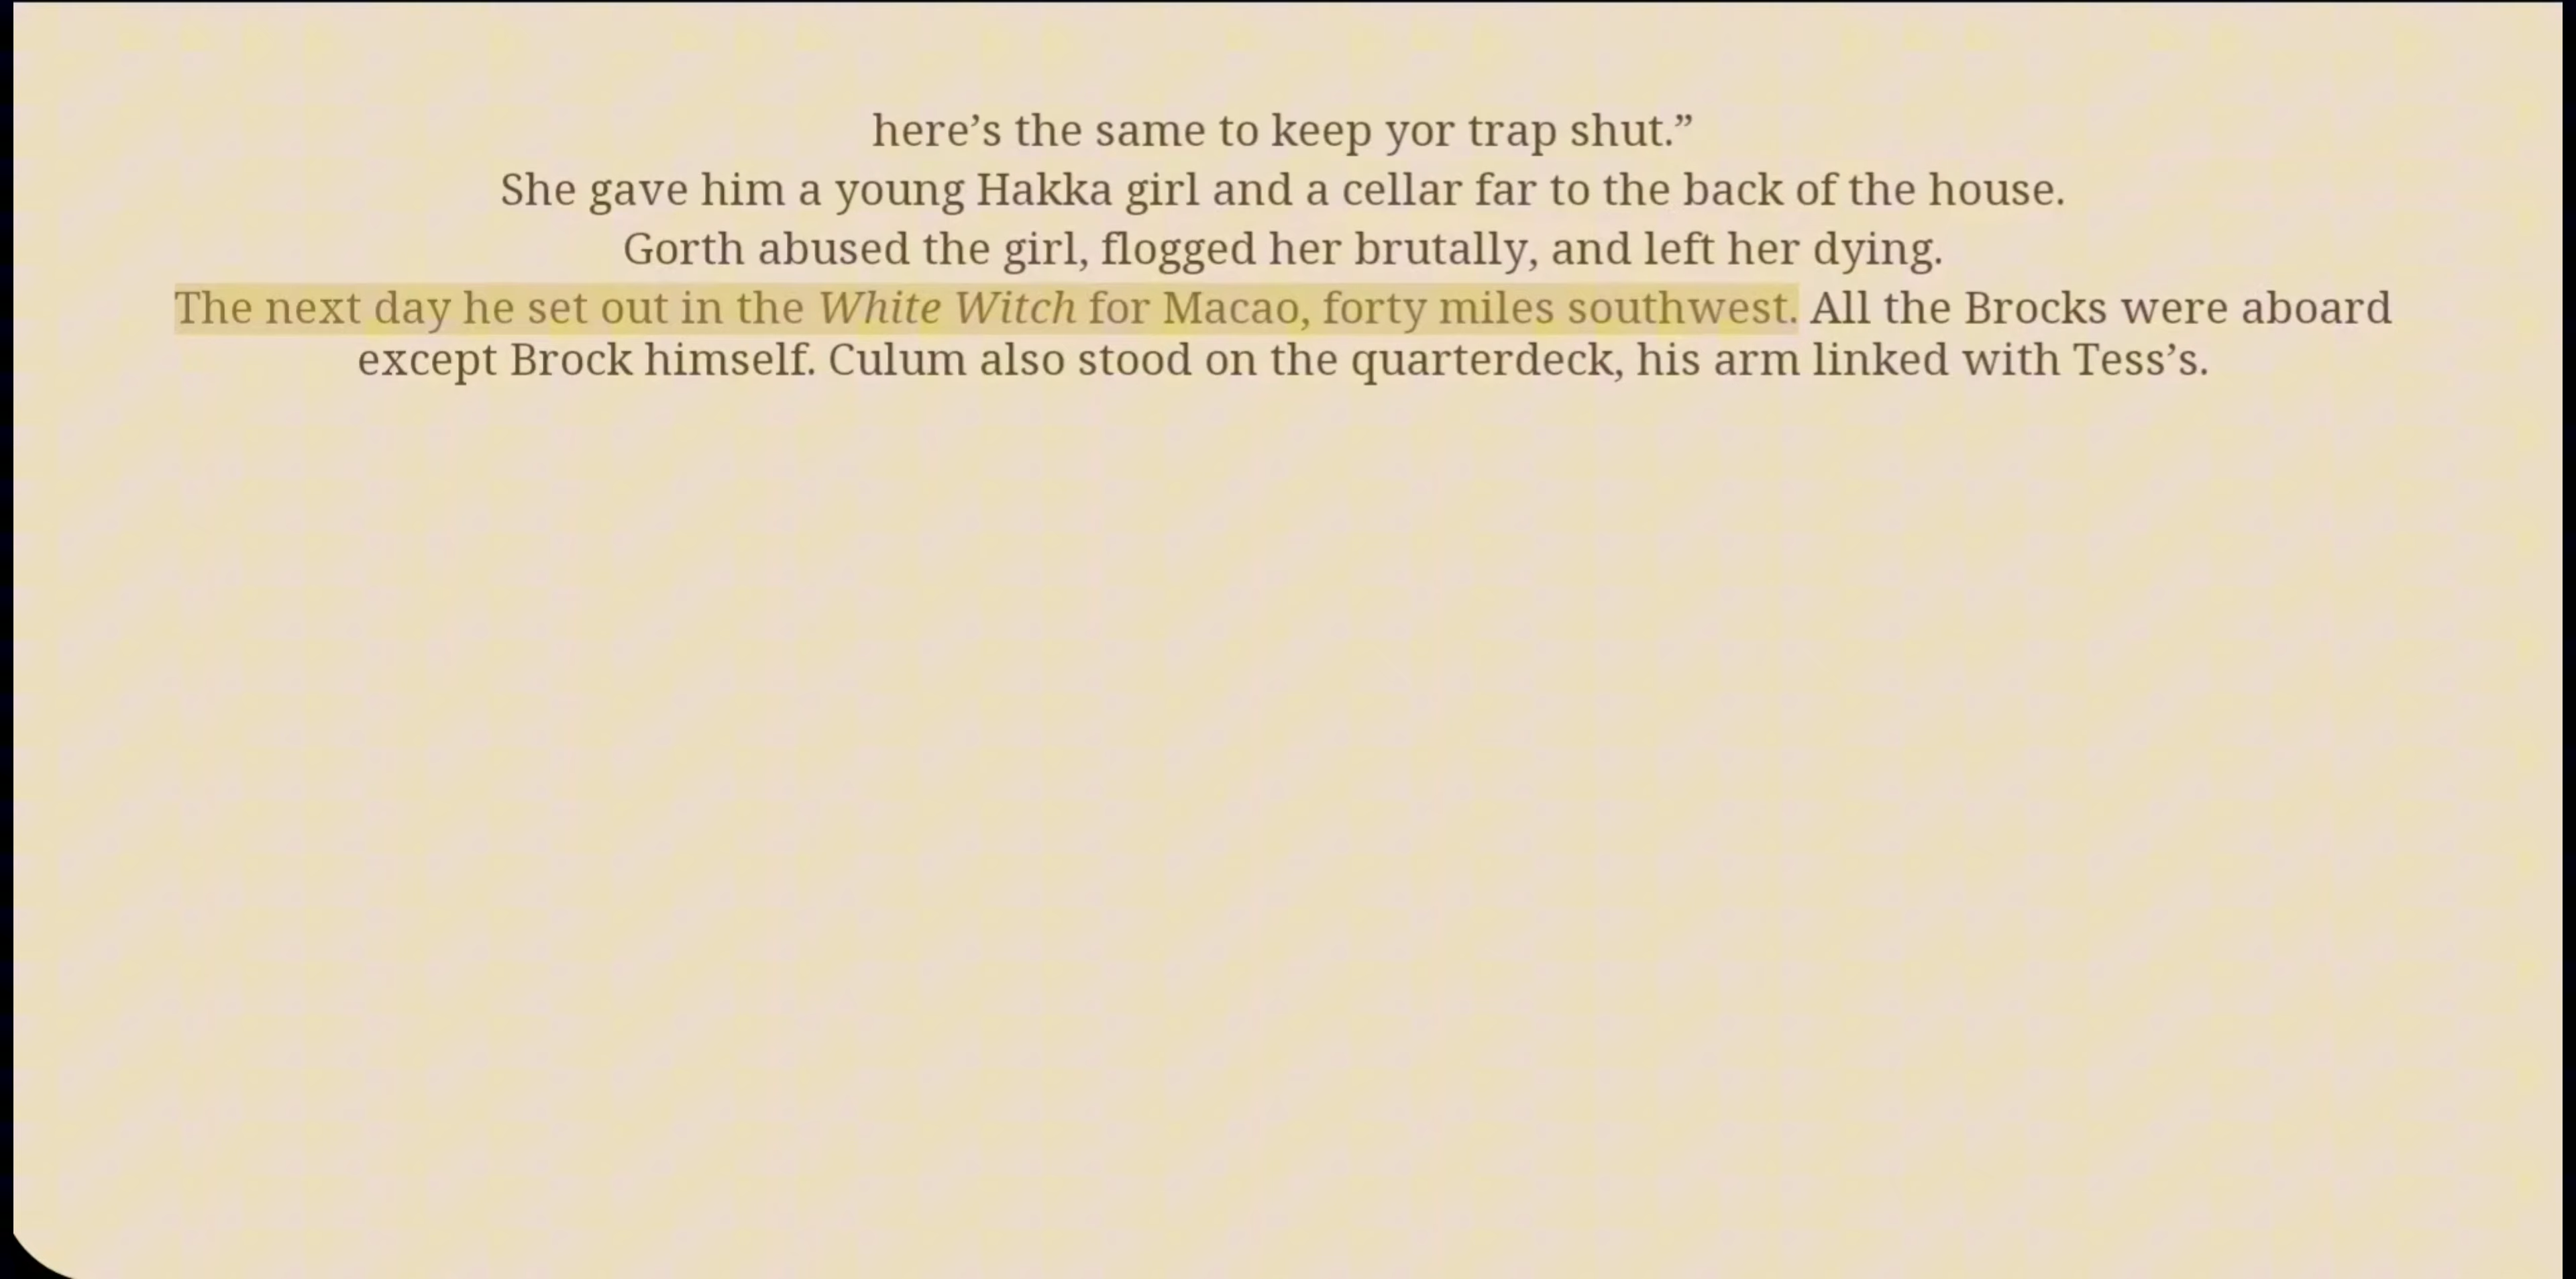 here’s the same to keep yor trap shut.”
She gave him a young Hakka girl and a cellar far to the back of the house.
Gorth abused the girl, flogged her brutally, and left her dying.
The next day he set out in the White Witch for Macao, forty miles southwest. All the Brocks were aboard
except Brock himself. Culum also stood on the quarterdeck, his arm linked with Tess’s.